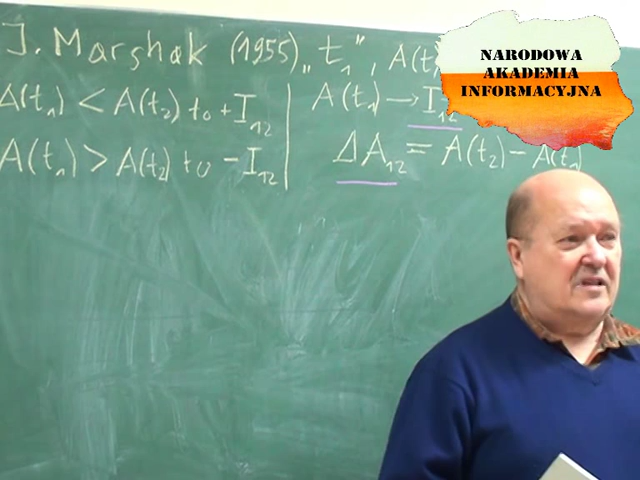 J. Marshak (1955) „t₁”, A(t
A(t₁) < A(t₂) to + I₁₂
A(t₁) > A(t₂) to - I₁₂
A(t₁) → I₁₂
ΔA₁₂ = A(t₂) - A(t₁)
NARODOWA
AKADEMIA
INFORMACYJNA